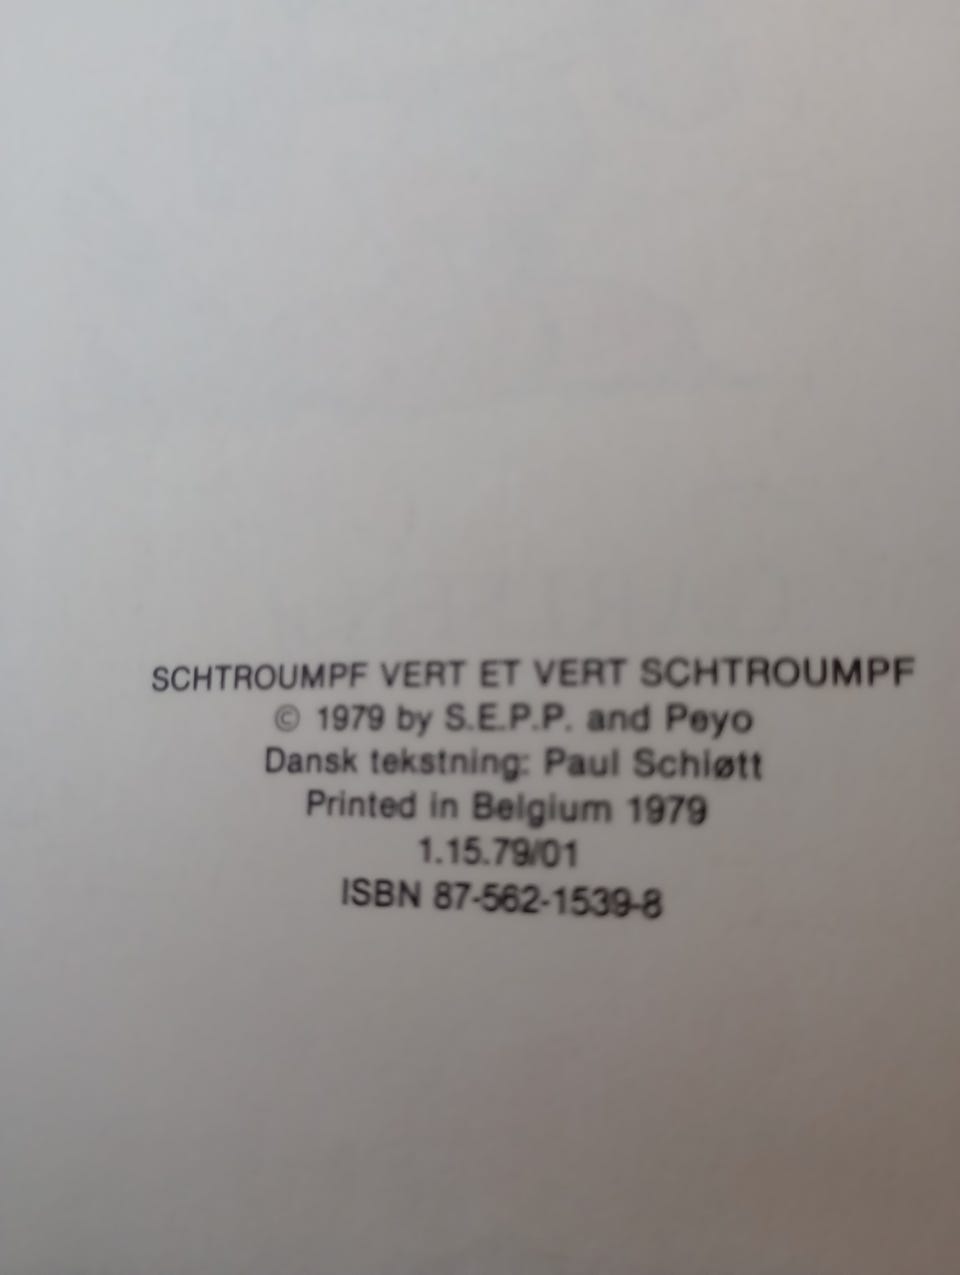 SCHTROUMPF VERT ET VERT SCHTROUMPF
© 1979 by S.E.P.P. and Peyo
Dansk tekstning: Paul Schiøtt
Printed in Belgium 1979
1.15.79/01
ISBN 87-562-1539-8